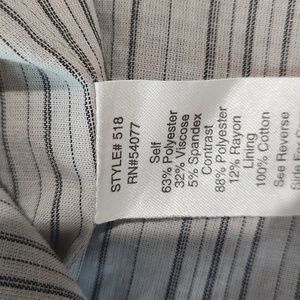 STYLE# 518
RN#54077
Self
63% Polyester
32% Viscose
5% Spandex
Contrast
88% Polyester
12% Rayon
Lining
100% Cotton
See Reverse
Side